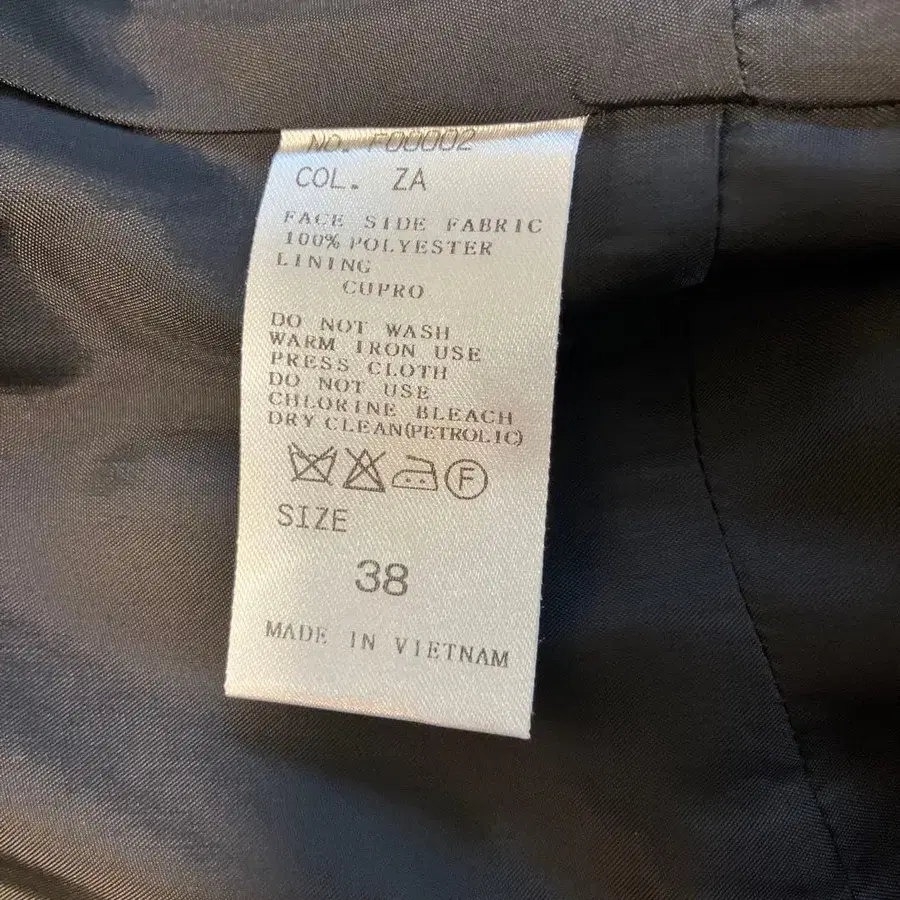 NO. F00002
COL. ZA
FACE SIDE FABRIC
100% POLYESTER
LINING
CUPRO
DO NOT WASH
WARM IRON USE
PRESS CLOTH
DO NOT USE
CHLORINE BLEACH
DRY CLEAN(PETROLIC)
F
SIZE
38
MADE IN VIETNAM